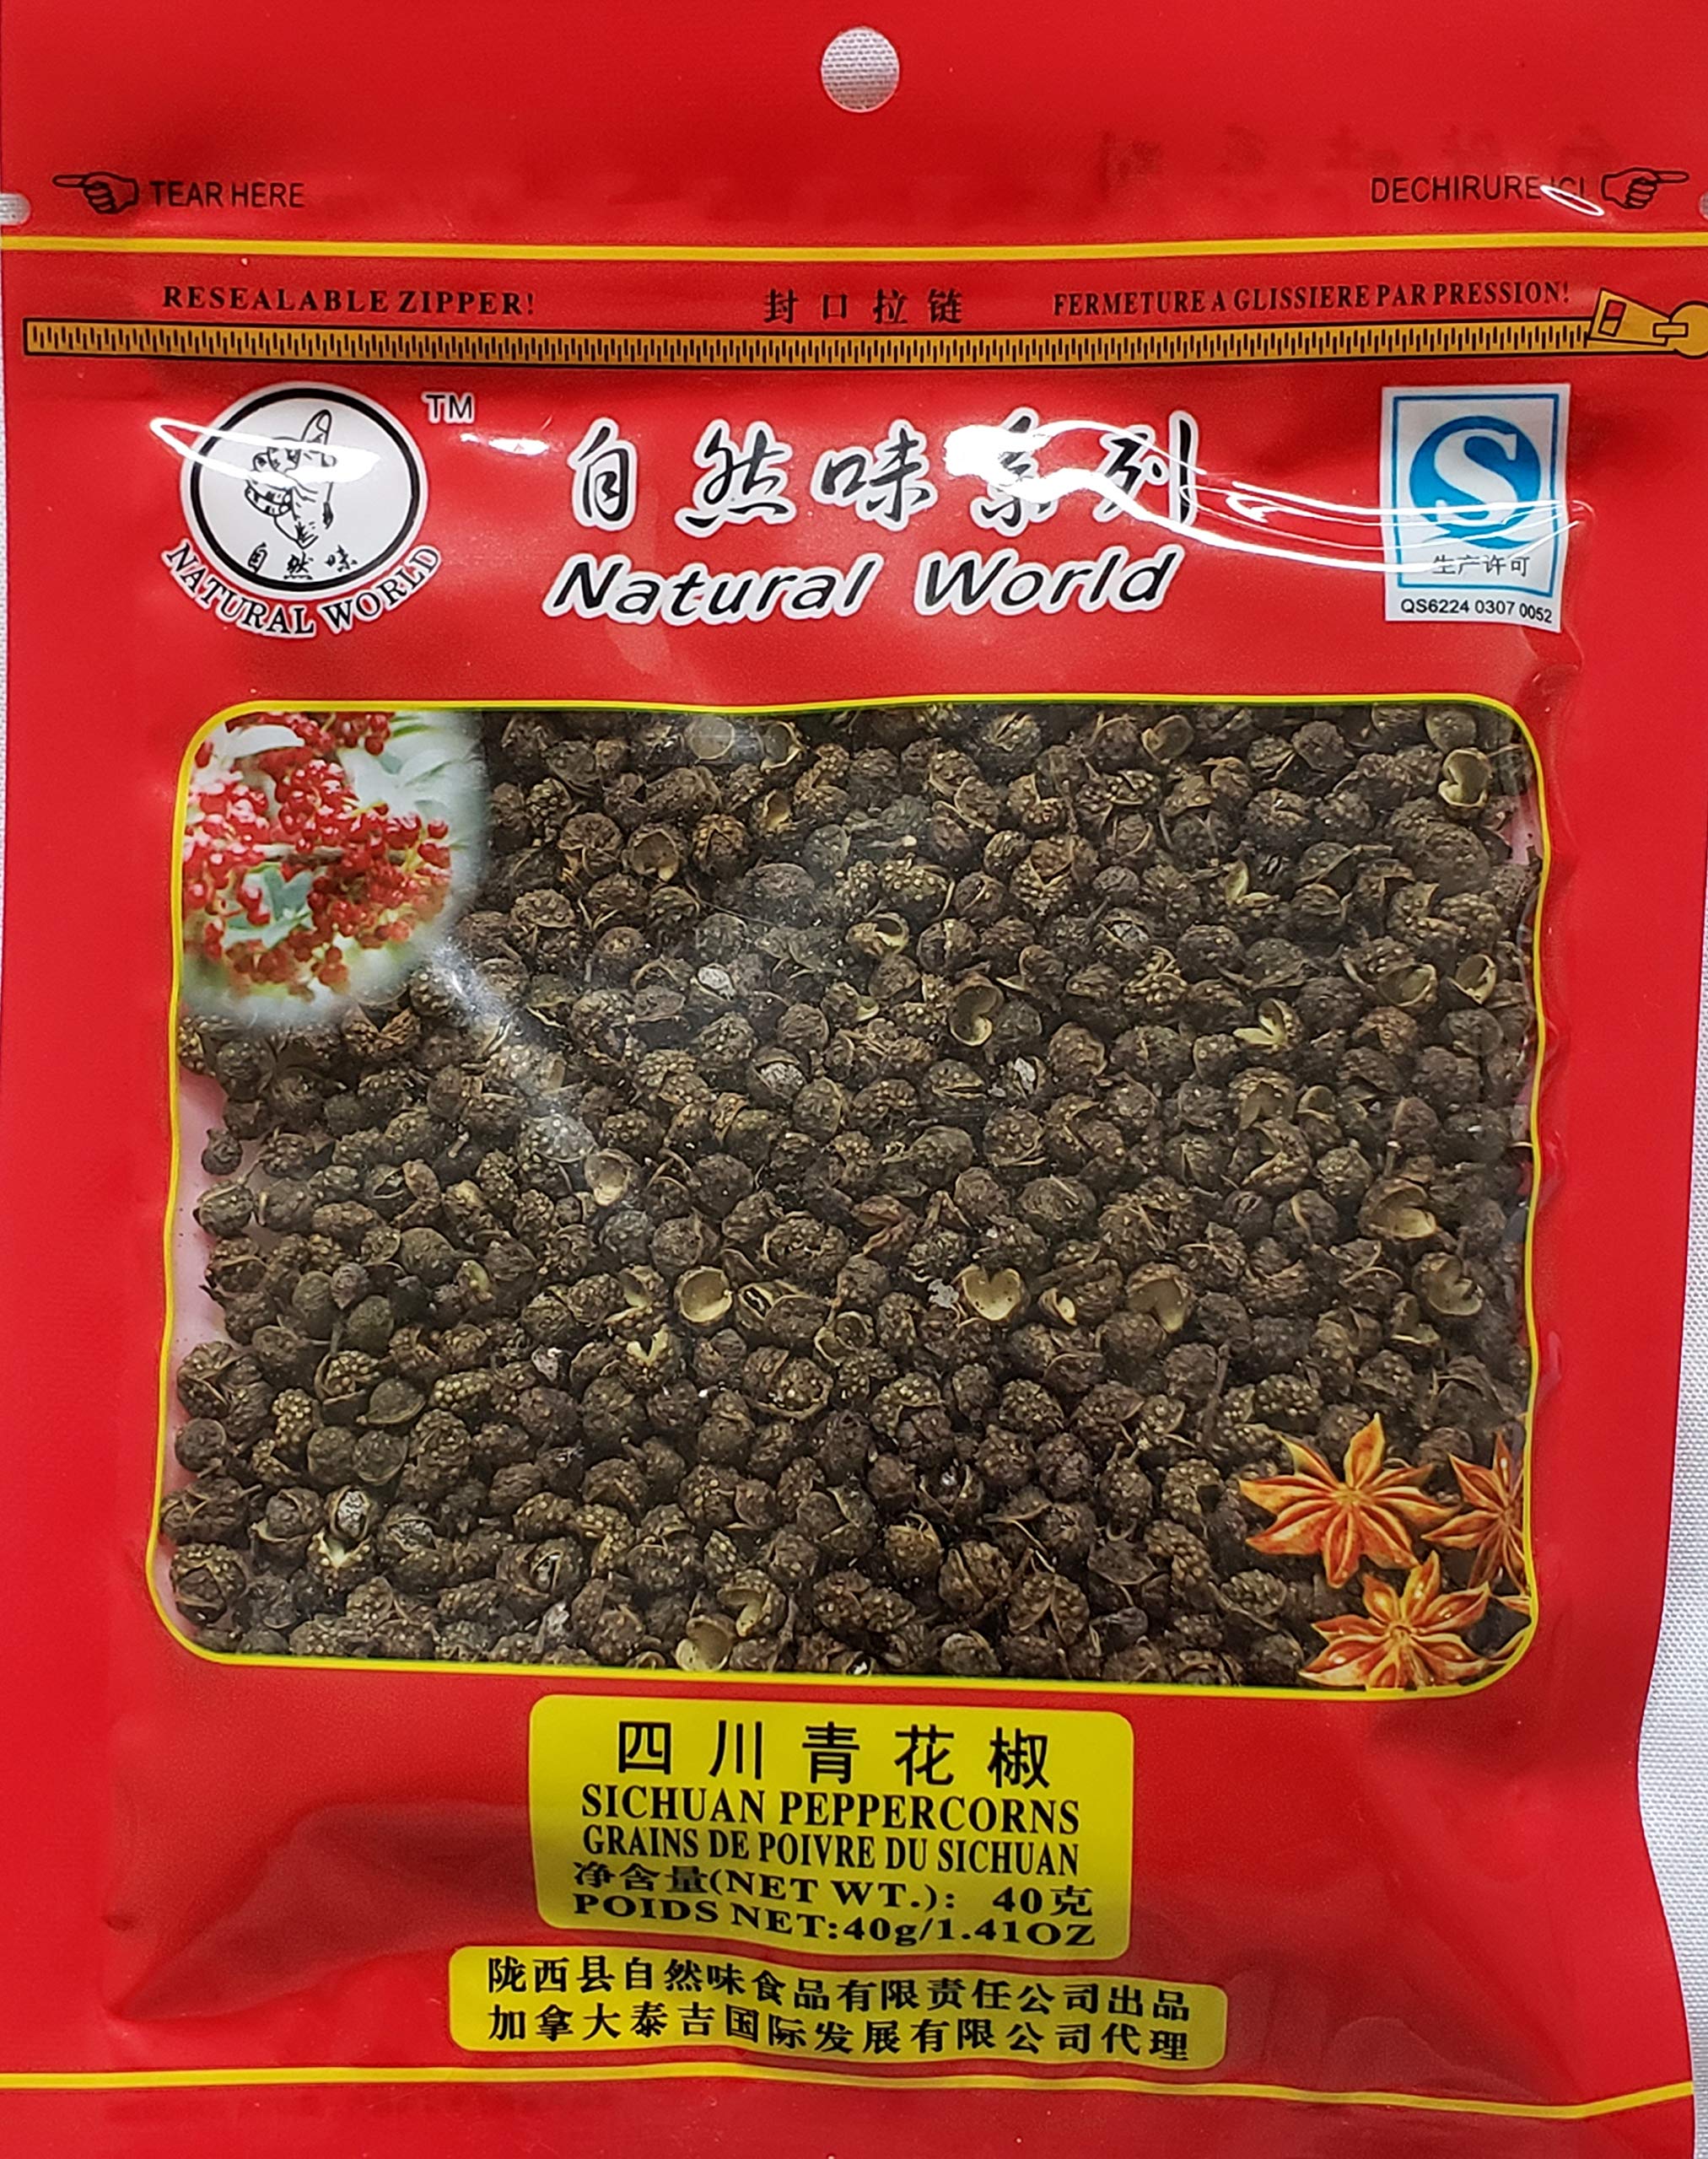 TEAR HERE
DECHIRURE ICI
RESEALABLE ZIPPER!
封口拉链
FERMETURE A GLISSIERE PAR PRESSION!
TM
自然味
NATURAL WORLD
自然味系列
Natural World
生产许可
QS6224 0307 0052
四川青花椒
SICHUAN PEPPERCORNS
GRAINS DE POIVRE DU SICHUAN
净含量(NET WT.): 40克
POIDS NET:40g/1.41OZ
陇西县自然味食品有限责任公司出品
加拿大泰吉国际发展有限公司代理